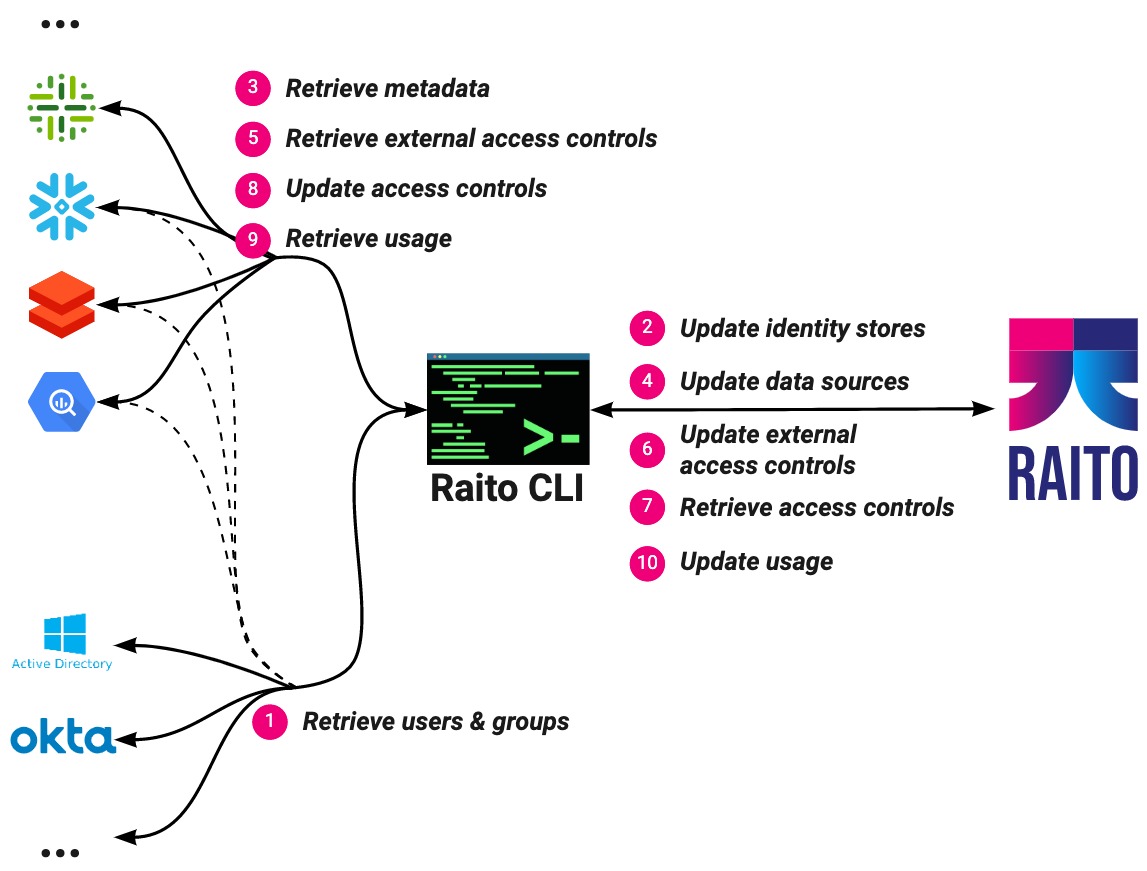 3 Retrieve metadata
5 Retrieve external access controls
8 Update access controls
9 Retrieve usage
2 Update identity stores
4 Update data sources
6 Update external
access controls
7 Retrieve access controls
10 Update usage
>-
Raito CLI
RAITO
Active Directory
okta
1 Retrieve users & groups